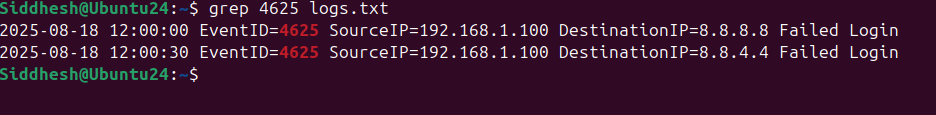 Siddhesh@Ubuntu24:~$ grep 4625 logs.txt
2025-08-18 12:00:00 EventID=4625 SourceIP=192.168.1.100 DestinationIP=8.8.8.8 Failed Login
2025-08-18 12:00:30 EventID=4625 SourceIP=192.168.1.100 DestinationIP=8.8.4.4 Failed Login
Siddhesh@Ubuntu24:~$